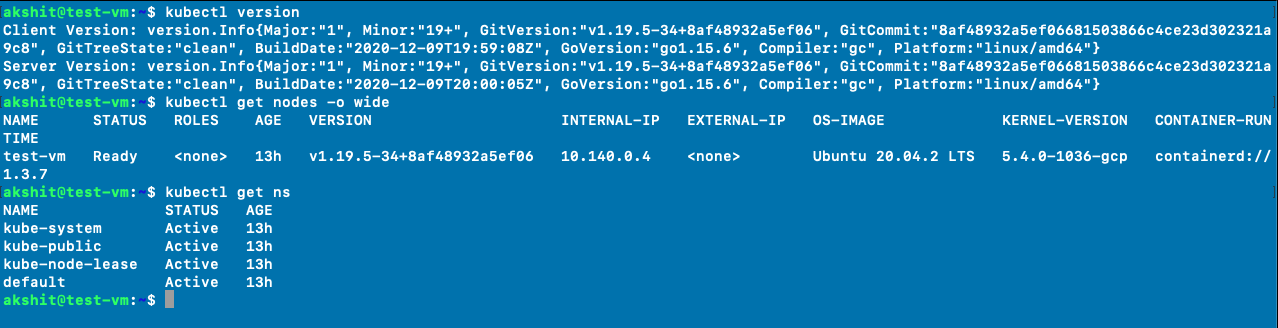 akshit@test-vm:~$ kubectl version
Client Version: version.Info{Major:"1", Minor:"19+", GitVersion:"v1.19.5-34+8af48932a5ef06", GitCommit:"8af48932a5ef06681503866c4ce23d302321a
9c8", GitTreeState:"clean", BuildDate:"2020-12-09T19:59:08Z", GoVersion:"go1.15.6", Compiler:"gc", Platform:"linux/amd64"}
Server Version: version.Info{Major:"1", Minor:"19+", GitVersion:"v1.19.5-34+8af48932a5ef06", GitCommit:"8af48932a5ef06681503866c4ce23d302321a
9c8", GitTreeState:"clean", BuildDate:"2020-12-09T20:00:05Z", GoVersion:"go1.15.6", Compiler:"gc", Platform:"linux/amd64"}
akshit@test-vm:~$ kubectl get nodes -o wide
NAME      STATUS   ROLES    AGE   VERSION                     INTERNAL-IP   EXTERNAL-IP   OS-IMAGE             KERNEL-VERSION   CONTAINER-RUN
TIME
test-vm   Ready    <none>   13h   v1.19.5-34+8af48932a5ef06   10.140.0.4    <none>        Ubuntu 20.04.2 LTS   5.4.0-1036-gcp   containerd://
1.3.7
akshit@test-vm:~$ kubectl get ns
NAME              STATUS   AGE
kube-system       Active   13h
kube-public       Active   13h
kube-node-lease   Active   13h
default           Active   13h
akshit@test-vm:~$